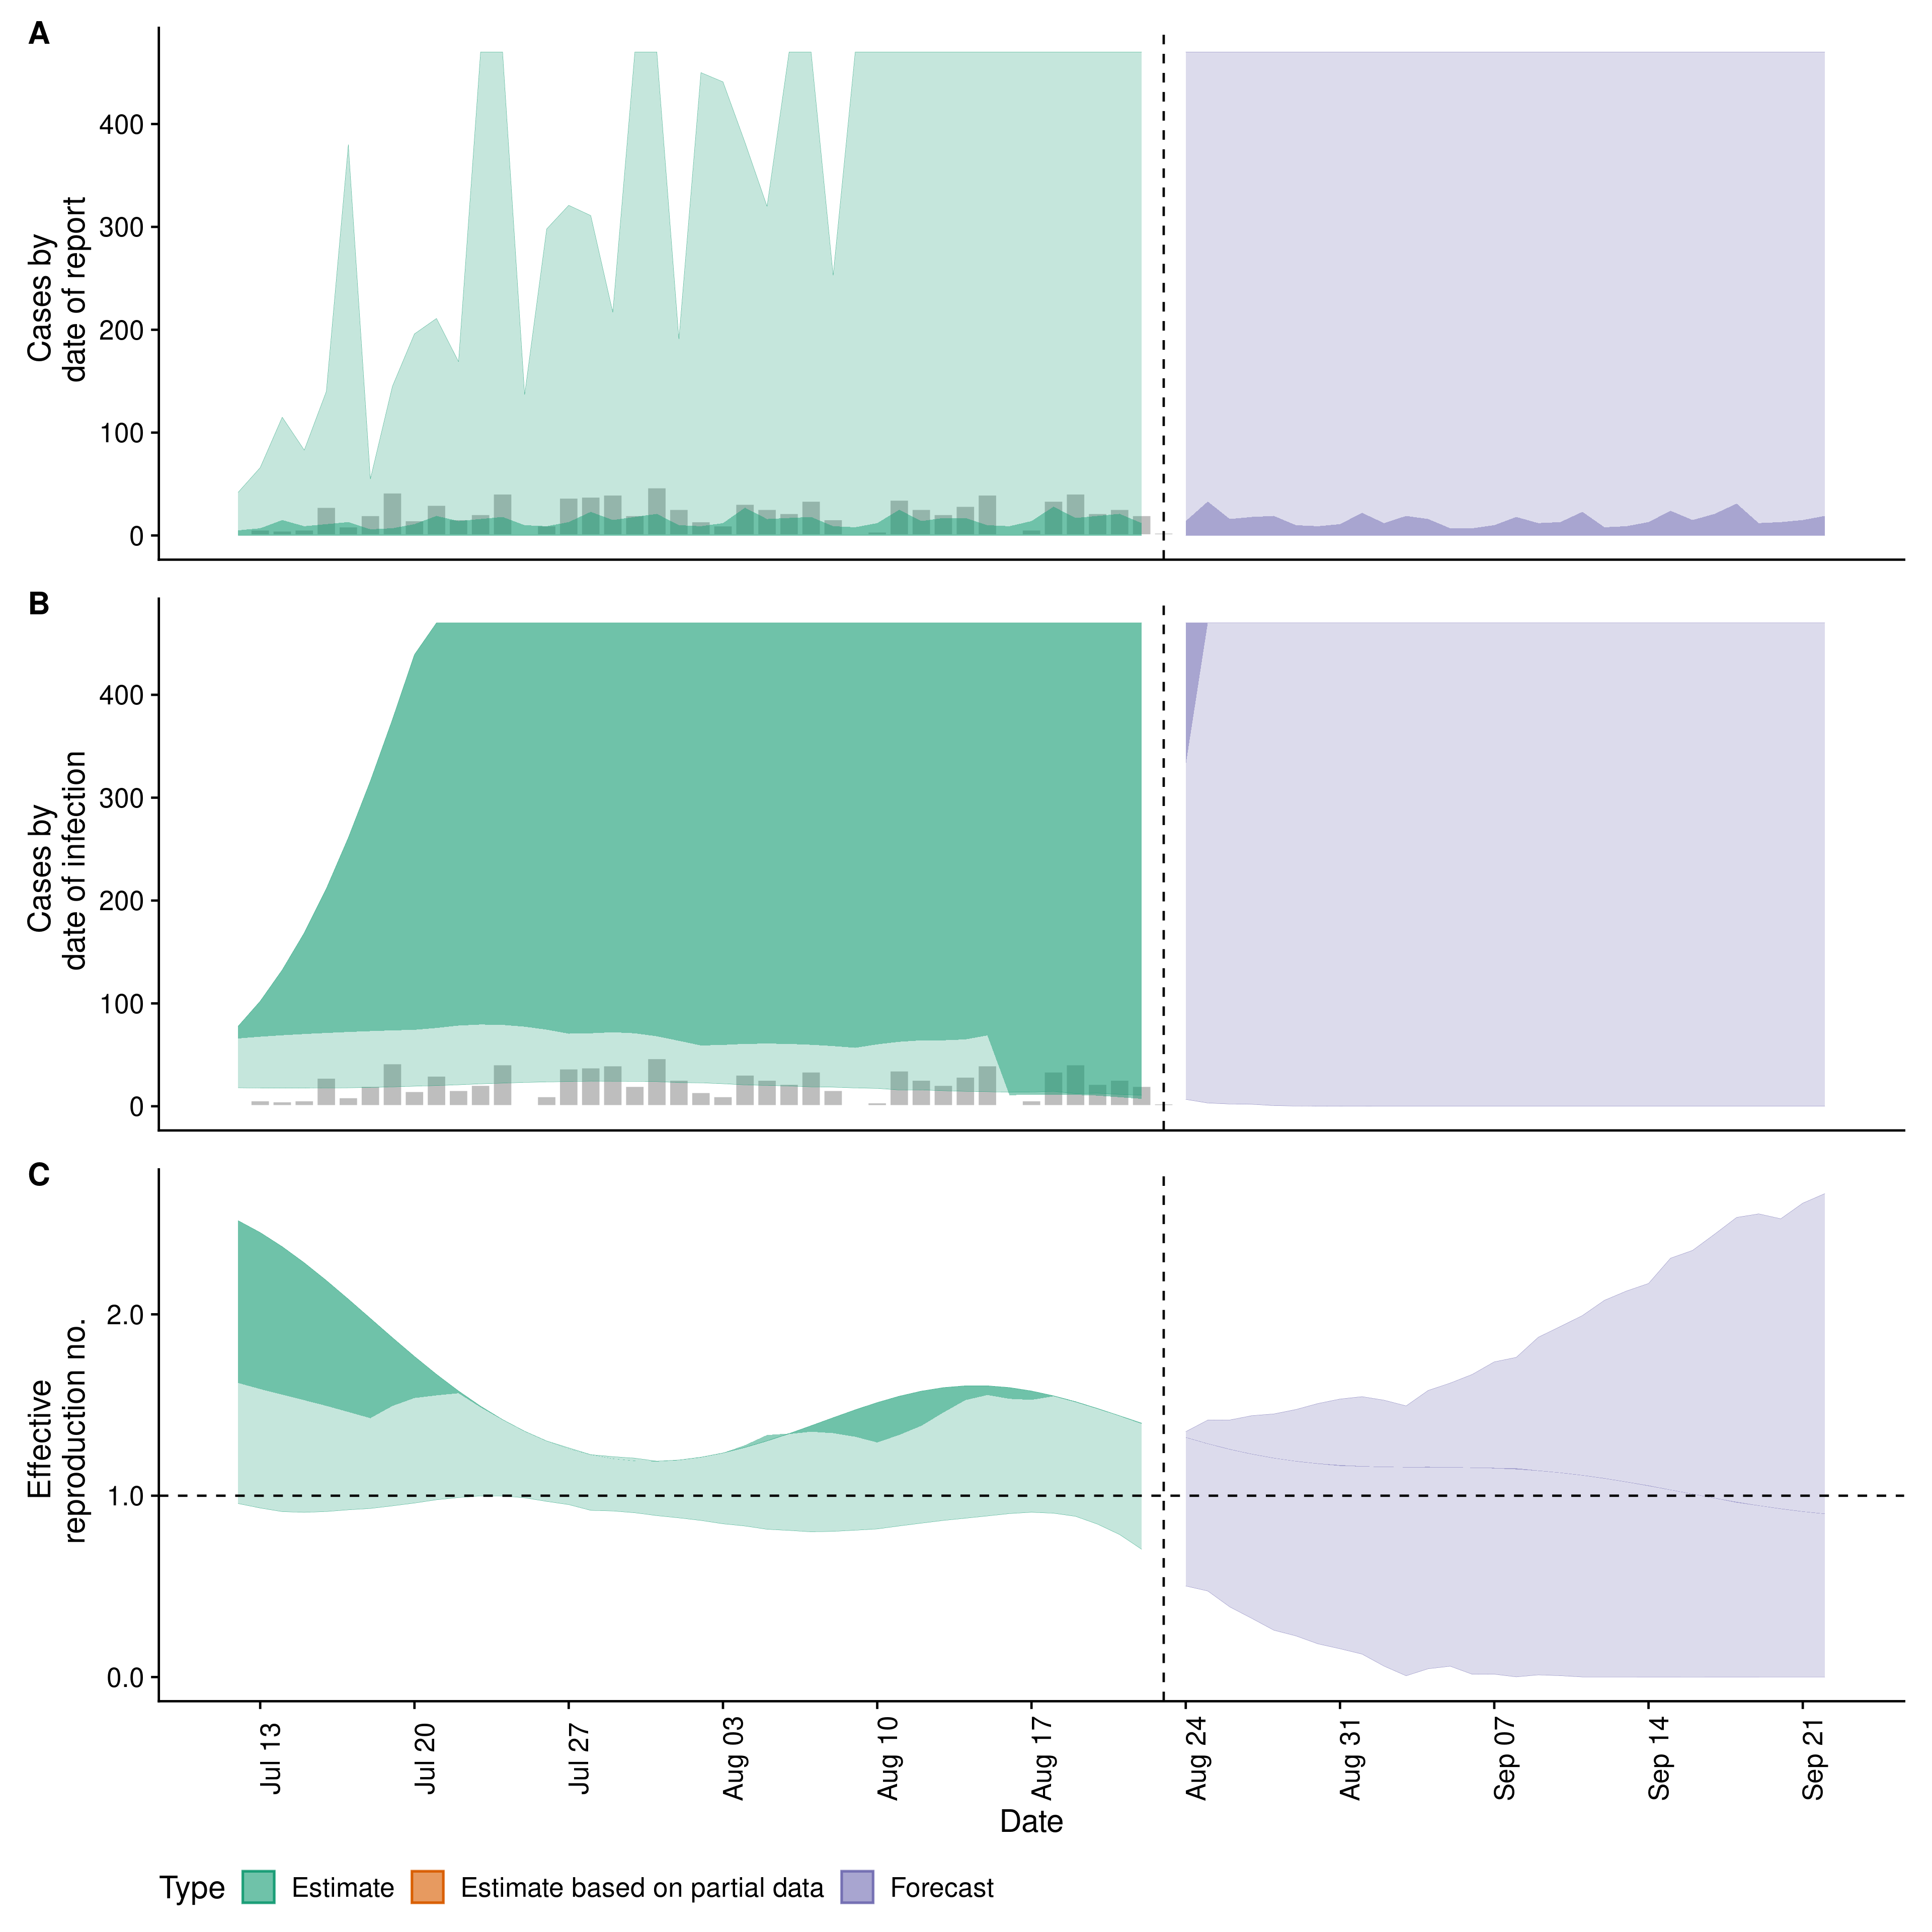 A
Cases by
date of report
400
300
200
100
0
B
Cases by
date of infection
400
300
200
100
0
C
Effective
reproduction no.
2.0
1.0
0.0
Jul 13
Jul 20
Jul 27
Aug 03
Aug 10
Aug 17
Aug 24
Aug 31
Sep 07
Sep 14
Sep 21
Date
Type Estimate Estimate based on partial data Forecast